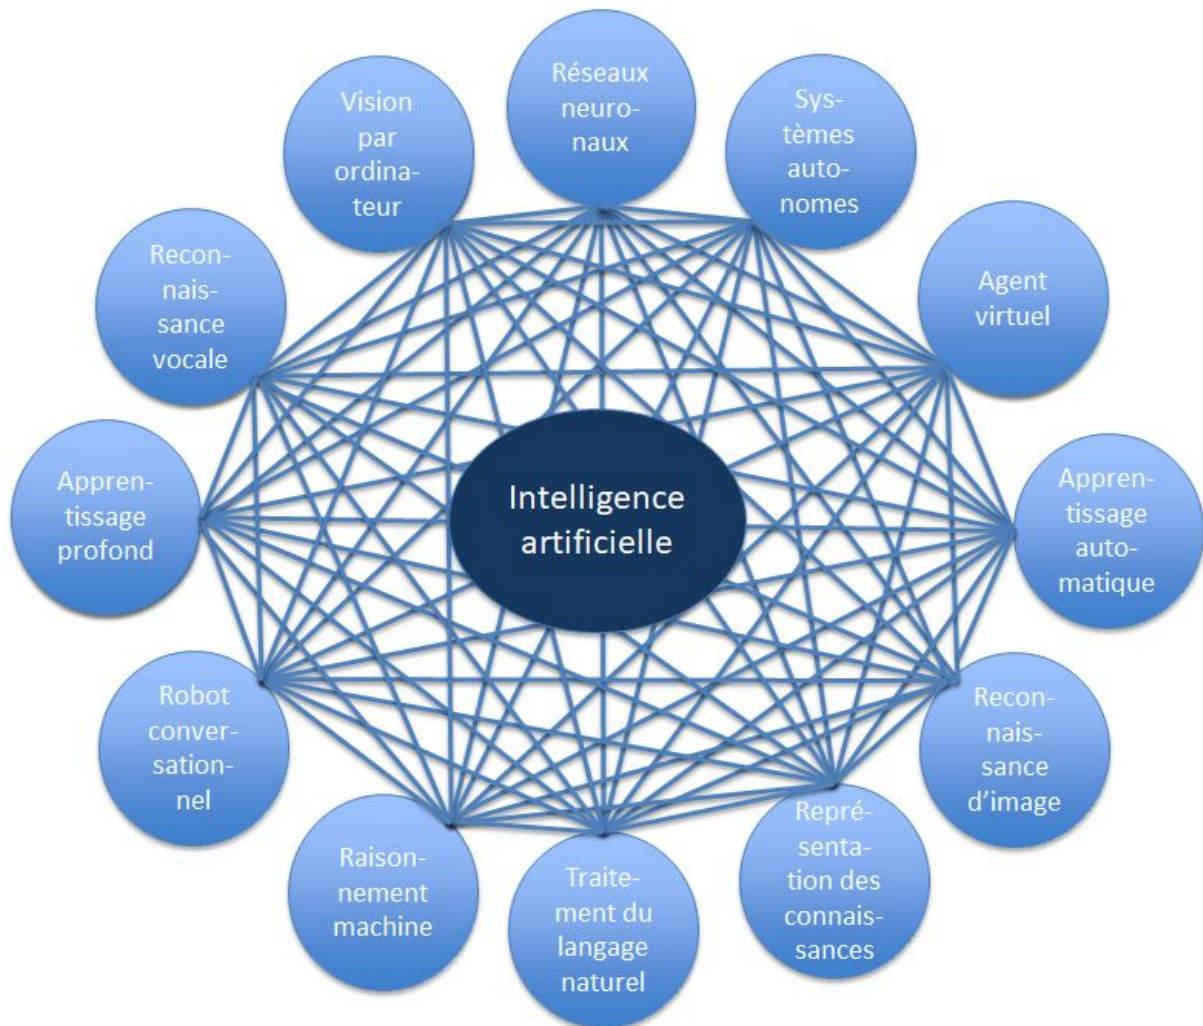 Réseaux
neuro-
naux
Sys-
tèmes
auto-
nomes
Agent
virtuel
Appren-
tissage
auto-
matique
Recon-
nais-
sance
d’image
Repré-
senta-
tion des
connais-
sances
Traite-
ment du
langage
naturel
Raison-
nement
machine
Robot
conver-
sation-
nel
Appren-
tissage
profond
Recon-
nais-
sance
vocale
Vision
par
ordina-
teur
Intelligence
artificielle